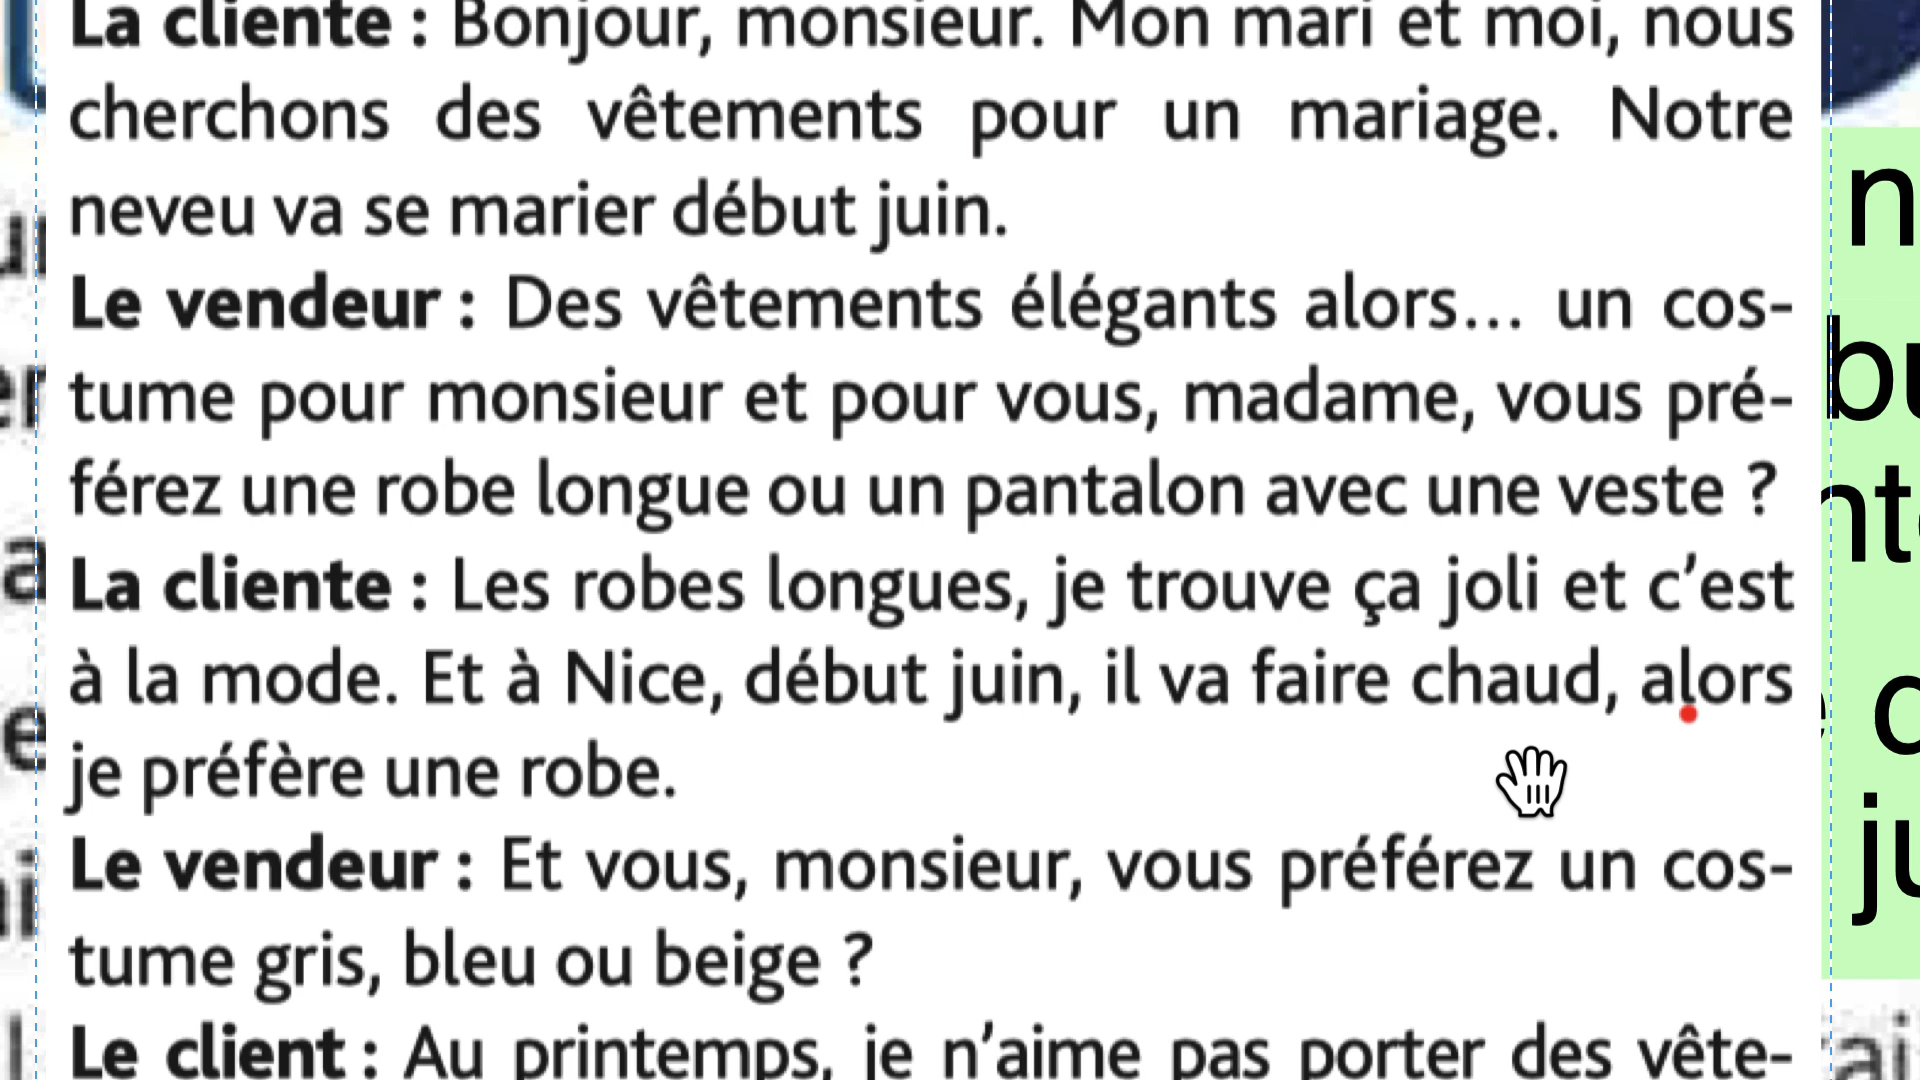 La cliente : Bonjour, monsieur. Mon mari et moi, nous
cherchons des vêtements pour un mariage. Notre
neveu va se marier début juin.
Le vendeur : Des vêtements élégants alors… un cos-
tume pour monsieur et pour vous, madame, vous pré-
férez une robe longue ou un pantalon avec une veste ?
La cliente : Les robes longues, je trouve ça joli et c’est
à la mode. Et à Nice, début juin, il va faire chaud, alors
je préfère une robe.
Le vendeur : Et vous, monsieur, vous préférez un cos-
tume gris, bleu ou beige ?
Le client : Au printemps, je n’aime pas porter des vête-